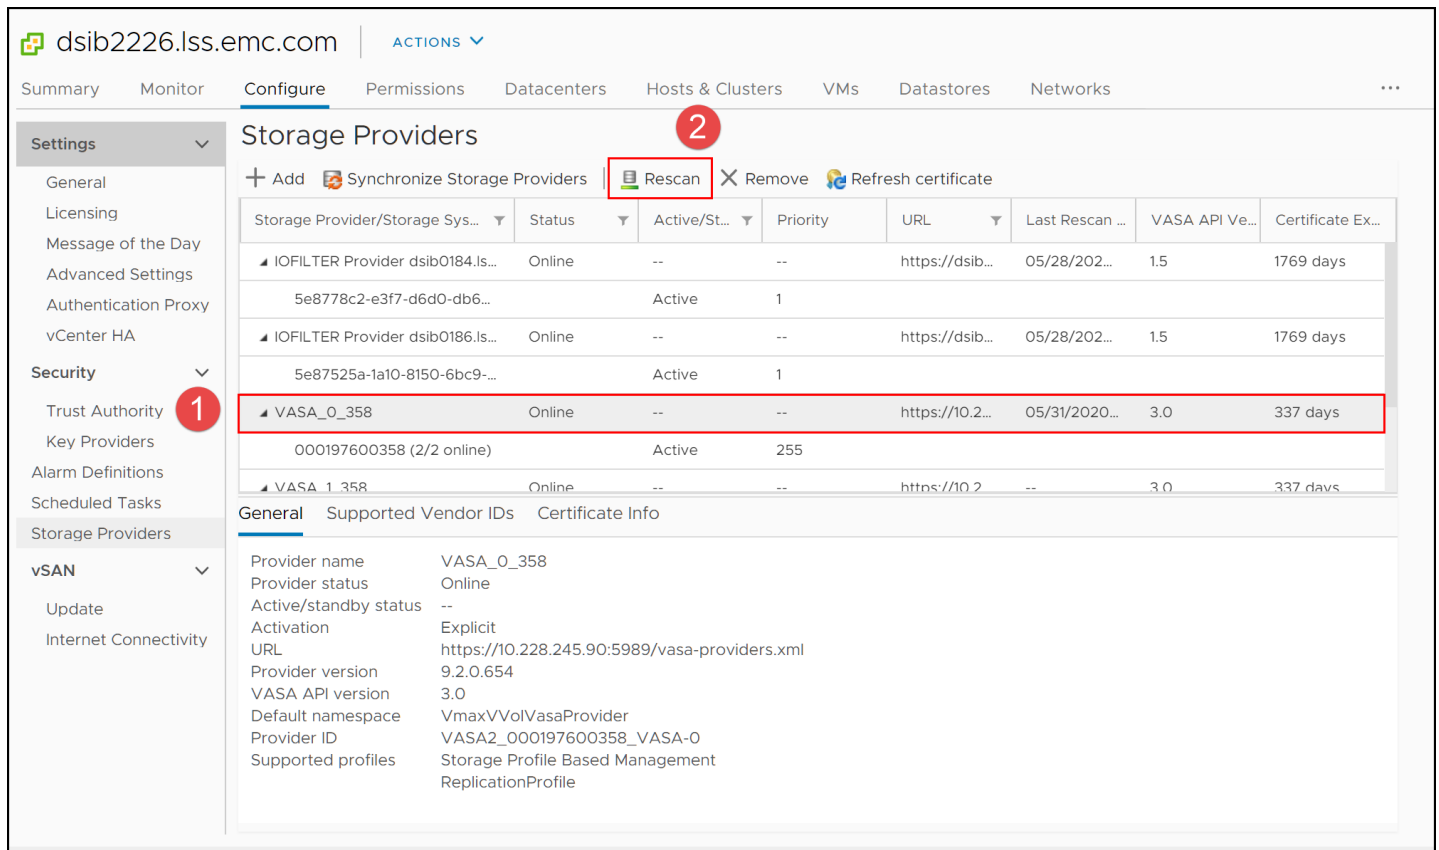 dsib2226.lss.emc.com ACTIONS
Summary Monitor Configure Permissions Datacenters Hosts & Clusters VMs Datastores Networks ...
Settings
General
Licensing
Message of the Day
Advanced Settings
Authentication Proxy
vCenter HA
Security
Trust Authority
Key Providers
Alarm Definitions
Scheduled Tasks
Storage Providers
vSAN
Update
Internet Connectivity
1
Storage Providers
2
Add Synchronize Storage Providers Rescan Remove Refresh certificate
Storage Provider/Storage Sys... Status Active/St... Priority URL Last Rescan ... VASA API Ve... Certificate Ex...
IOFILTER Provider dsib0184.ls... Online -- -- https://dsib... 05/28/202... 1.5 1769 days
5e8778c2-e3f7-d6d0-db6... Active 1
IOFILTER Provider dsib0186.ls... Online -- -- https://dsib... 05/28/202... 1.5 1769 days
5e87525a-1a10-8150-6bc9-... Active 1
VASA_0_358 Online -- -- https://10.2... 05/31/2020... 3.0 337 days
000197600358 (2/2 online) Active 255
VASA_1_358 Online -- -- https://10.2 -- 3.0 337 days
General Supported Vendor IDs Certificate Info
Provider name VASA_0_358
Provider status Online
Active/standby status --
Activation Explicit
URL https://10.228.245.90:5989/vasa-providers.xml
Provider version 9.2.0.654
VASA API version 3.0
Default namespace VmaxVVolVasaProvider
Provider ID VASA2_000197600358_VASA-0
Supported profiles Storage Profile Based Management
ReplicationProfile